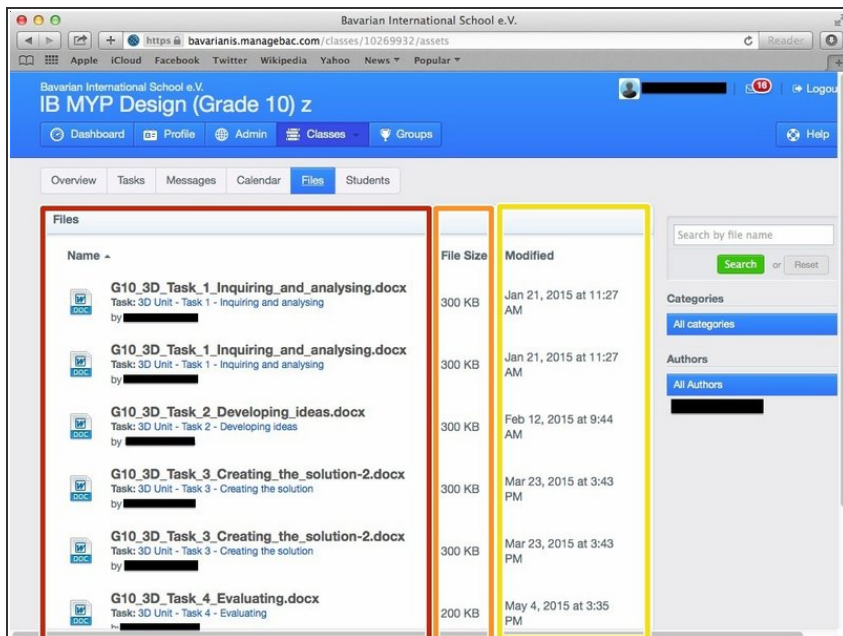 Bavarian International School e.V.
https bavarianis.managebac.com/classes/10269932/assets
Reader
Apple iCloud Facebook Twitter Wikipedia Yahoo News Popular
Bavarian International School e.V.
IB MYP Design (Grade 10) z
16
Logou
Dashboard Profile Admin Classes Groups
Help
Overview Tasks Messages Calendar Files Students
Files
Search by file name
Search or Reset
Name File Size Modified
G10_3D_Task_1_Inquiring_and_analysing.docx
Task: 3D Unit - Task 1 - Inquiring and analysing
by
DOC
300 KB
Jan 21, 2015 at 11:27
AM
G10_3D_Task_1_Inquiring_and_analysing.docx
Task: 3D Unit - Task 1 - Inquiring and analysing
by
DOC
300 KB
Jan 21, 2015 at 11:27
AM
G10_3D_Task_2_Developing_ideas.docx
Task: 3D Unit - Task 2 - Developing ideas
by
DOC
300 KB
Feb 12, 2015 at 9:44
AM
G10_3D_Task_3_Creating_the_solution-2.docx
Task: 3D Unit - Task 3 - Creating the solution
by
DOC
300 KB
Mar 23, 2015 at 3:43
PM
G10_3D_Task_3_Creating_the_solution-2.docx
Task: 3D Unit - Task 3 - Creating the solution
by
DOC
300 KB
Mar 23, 2015 at 3:43
PM
G10_3D_Task_4_Evaluating.docx
Task: 3D Unit - Task 4 - Evaluating
DOC
200 KB
May 4, 2015 at 3:35
PM
Categories
All categories
Authors
All Authors